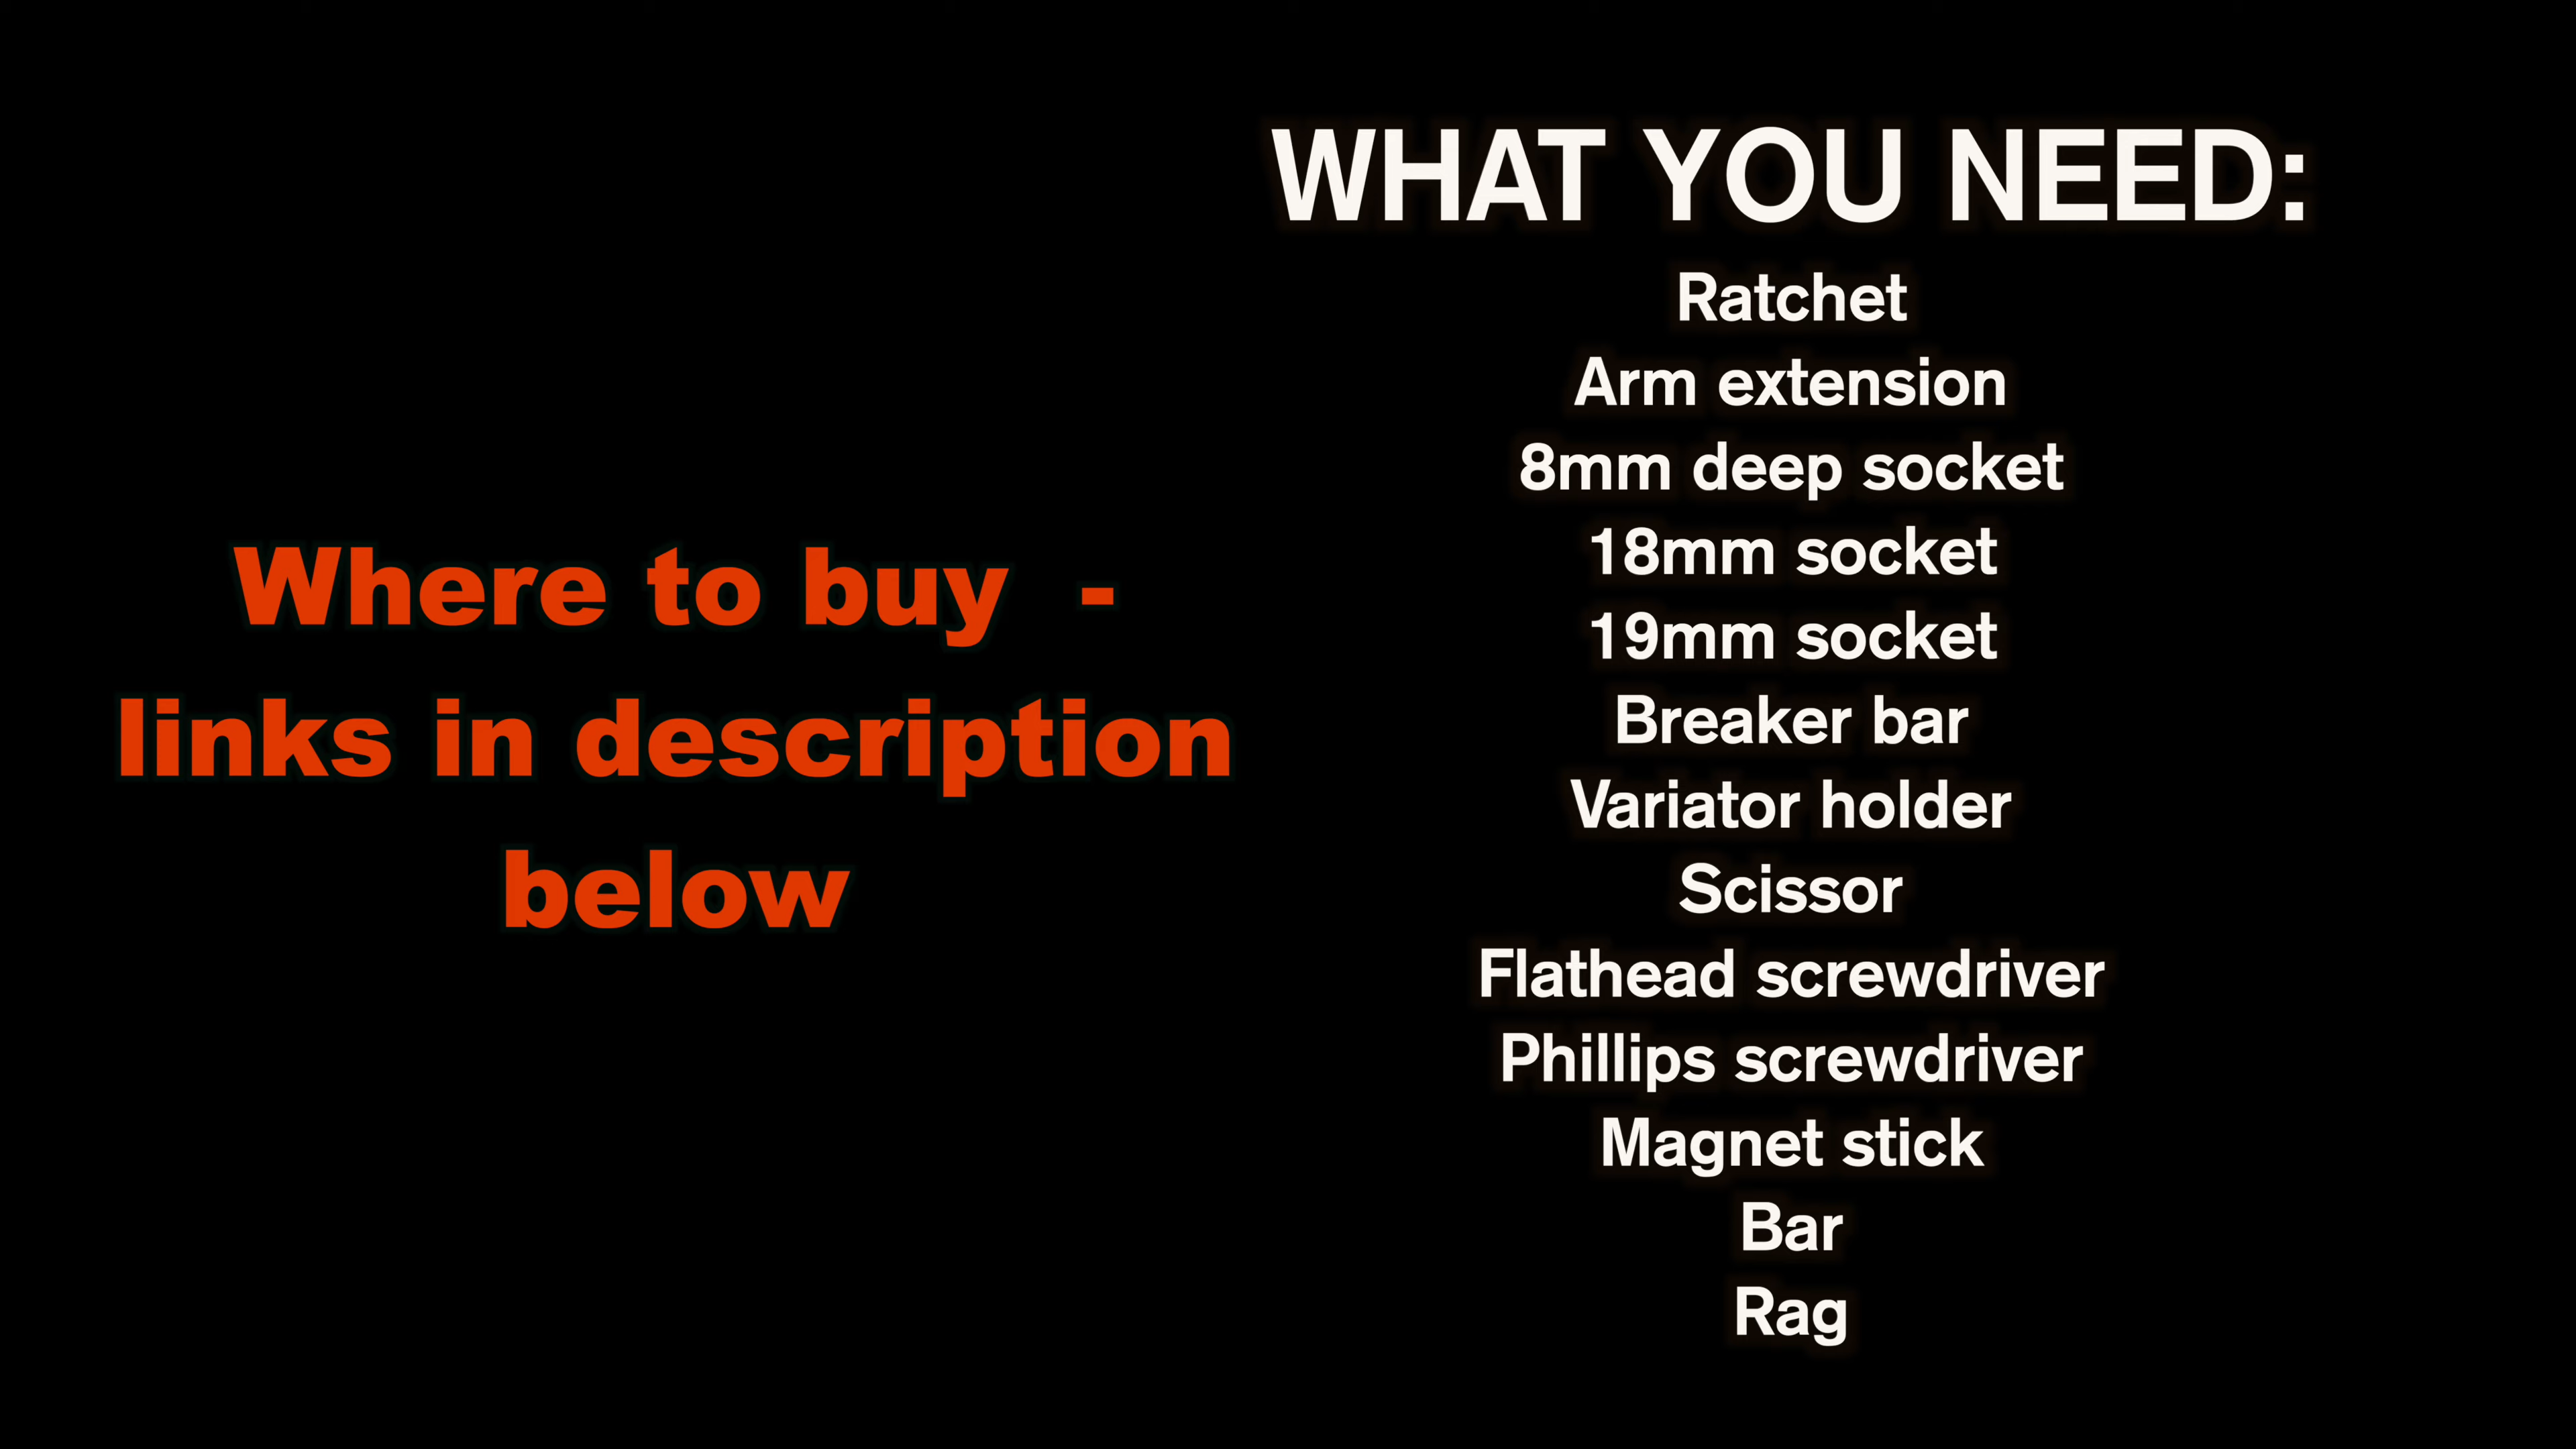 Where to buy  -
links in description
below
WHAT YOU NEED:
Ratchet
Arm extension
8mm deep socket
18mm socket
19mm socket
Breaker bar
Variator holder
Scissor
Flathead screwdriver
Phillips screwdriver
Magnet stick
Bar
Rag